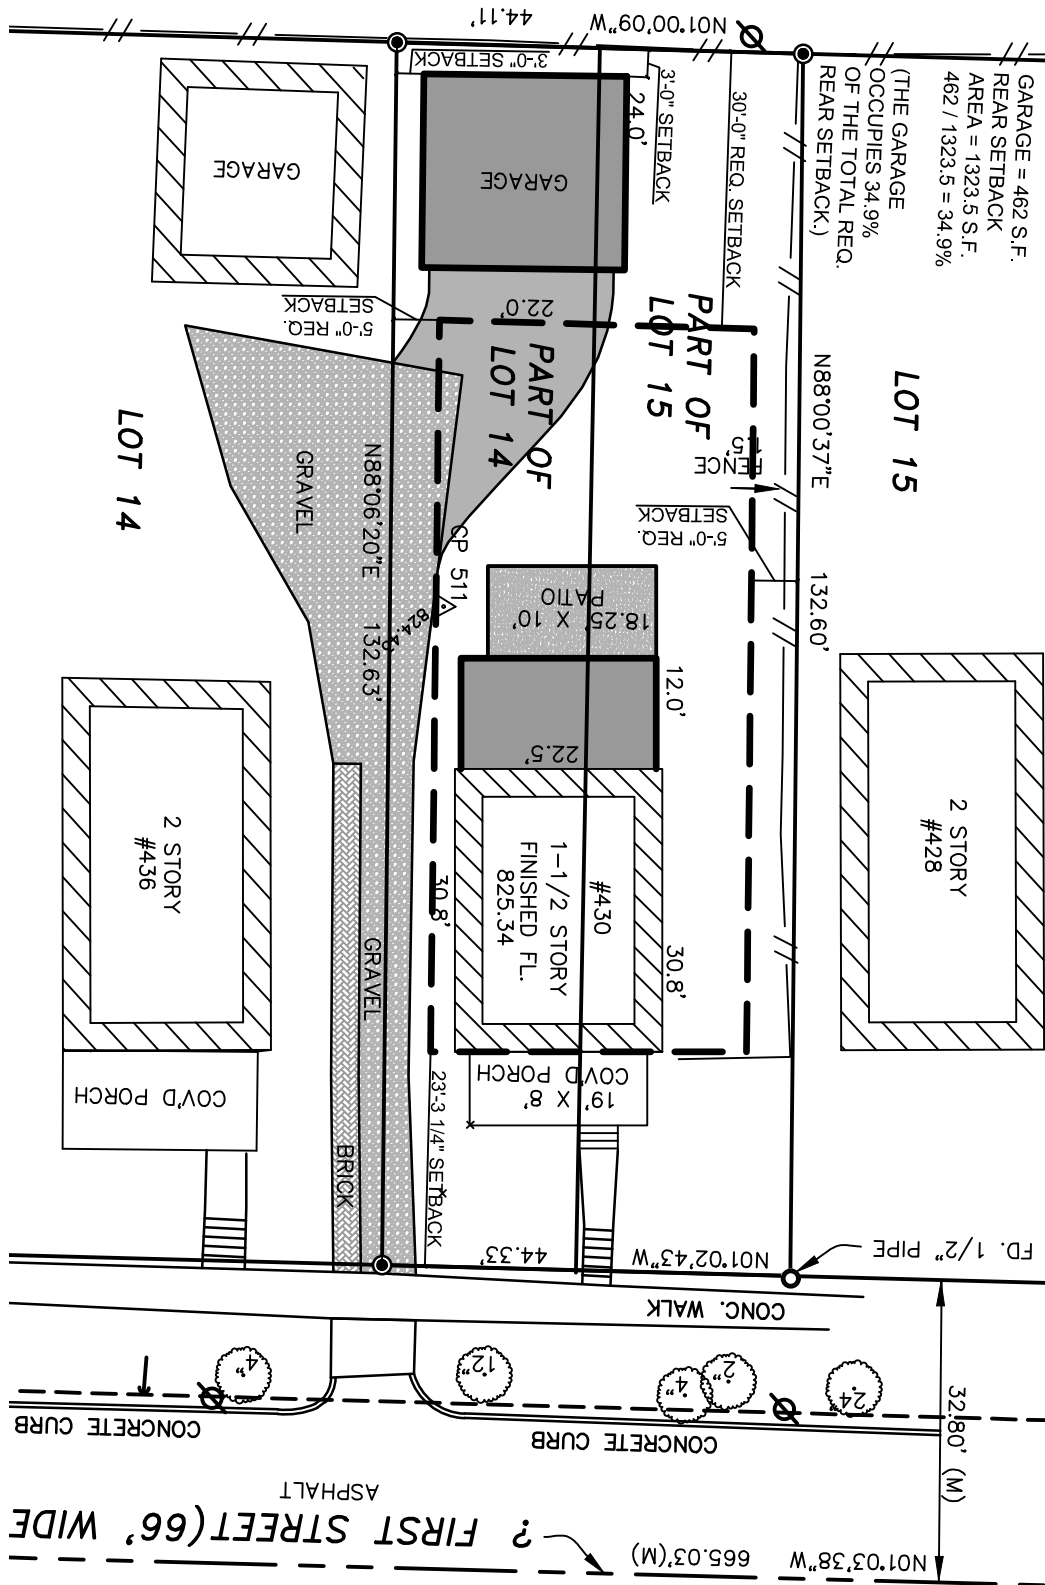 44.11'
N01°00'09"W
3'-0" SETBACK
3'-0" SETBACK
24.0'
30'-0" REQ. SETBACK
GARAGE = 462 S.F.
REAR SETBACK
AREA = 1323.5 S.F.
462 / 1323.5 = 34.9%
(THE GARAGE
OCCUPIES 34.9%
OF THE TOTAL REQ.
REAR SETBACK.)
GARAGE
GARAGE
22.0'
5'-0" REQ.
SETBACK
PART OF
LOT 14
PART OF
LOT 15
LOT 14
LOT 15
N88°00'37"E
132.60'
1.5'
FENCE
5'-0" REQ.
SETBACK
GRAVEL
N88°06'20"E
132.63'
CP 511
18.25' X 10'
PATIO
12.0'
22.5'
2 STORY
#436
#430
1-1/2 STORY
FINISHED FL.
825.34
2 STORY
#428
30.8'
30.8'
GRAVEL
COV'D PORCH
19' X 8'
COV'D PORCH
23'-3 1/4" SETBACK
BRICK
44.33'
N01°02'43"W
FD. 1/2" PIPE
CONC. WALK
4"
12"
4"
2"
24
32.80' (M)
CONCRETE CURB
CONCRETE CURB
ASPHALT
? FIRST STREET(66' WIDE
665.03'(M)
N01°03'38"W